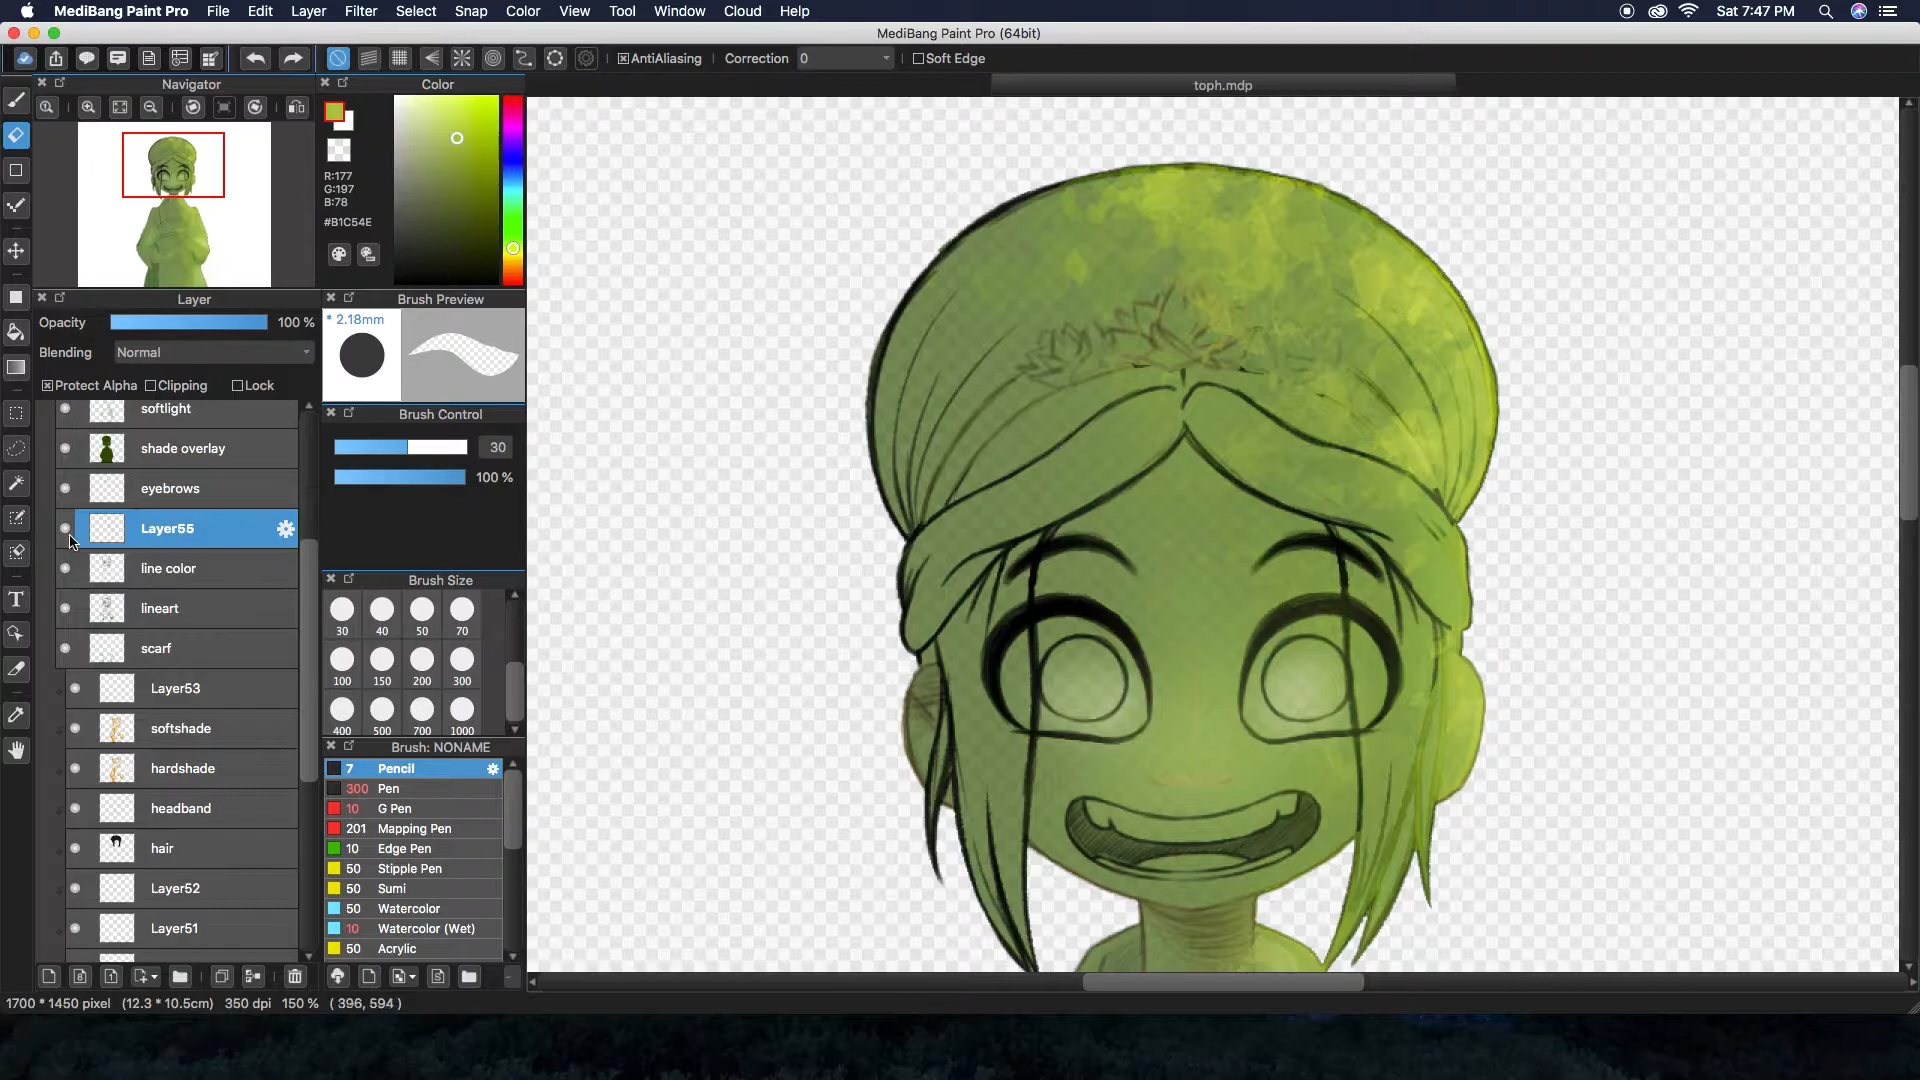 MediBang Paint Pro File Edit Layer Filter Select Snap Color View Tool Window Cloud Help Sat 7:47 PM
MediBang Paint Pro (64bit)
AntiAliasing Correction 0 Soft Edge
toph.mdp
Navigator
Color
R:177
G:197
B:78
#B1C54E
Layer
Opacity 100 %
Blending Normal
Protect Alpha Clipping Lock
softlight
shade overlay
eyebrows
Layer55
line color
lineart
scarf
Layer53
softshade
hardshade
headband
hair
Layer52
Layer51
Brush Preview
* 2.18mm
Brush Control
30
100 %
Brush Size
30 40 50 70
100 150 200 300
400 500 700 1000
Brush: NONAME
7 Pencil
300 Pen
10 G Pen
201 Mapping Pen
10 Edge Pen
50 Stipple Pen
50 Sumi
50 Watercolor
10 Watercolor (Wet)
50 Acrylic
1700 * 1450 pixel (12.3 * 10.5cm) 350 dpi 150 % ( 396, 594 )